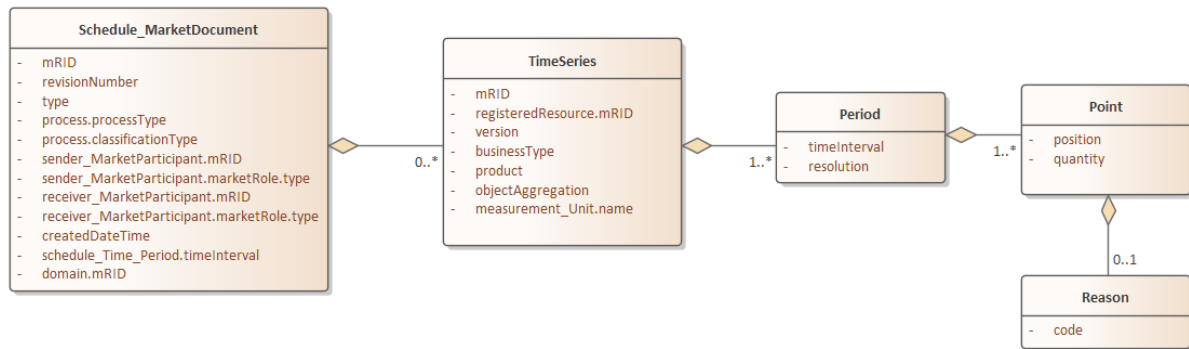 Schedule_MarketDocument
- mRID
- revisionNumber
- type
- process.processType
- process.classificationType
- sender_MarketParticipant.mRID
- sender_MarketParticipant.marketRole.type
- receiver_MarketParticipant.mRID
- receiver_MarketParticipant.marketRole.type
- createdDateTime
- schedule_Time_Period.timeInterval
- domain.mRID
0..*
TimeSeries
- mRID
- registeredResource.mRID
- version
- businessType
- product
- objectAggregation
- measurement_Unit.name
1..*
Period
- timeInterval
- resolution
1..*
Point
- position
- quantity
0..1
Reason
- code